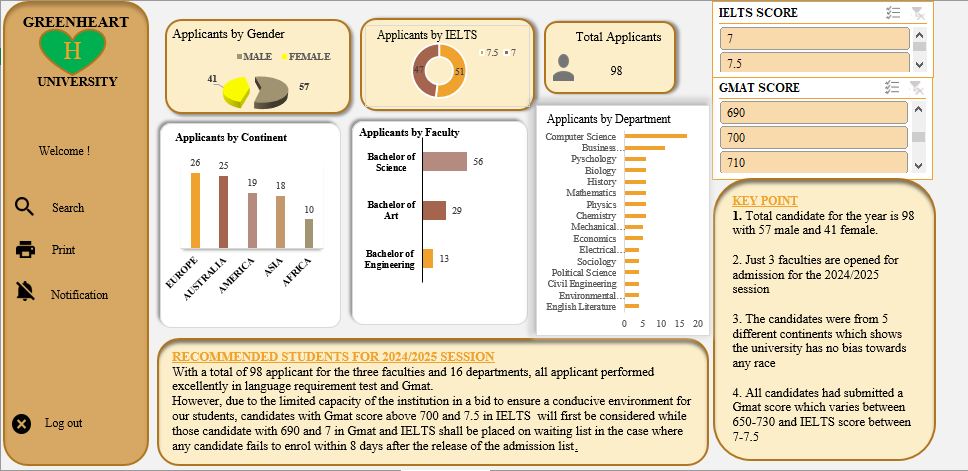 GREENHEART
H
UNIVERSITY
Welcome !
Search
Print
Notification
Log out
Applicants by Gender
MALE FEMALE
41
57
Applicants by IELTS
7.5 7
47
51
Total Applicants
98
IELTS SCORE
7
7.5
GMAT SCORE
690
700
710
Applicants by Continent
26
25
19
18
10
EUROPE
AUSTRALIA
AMERICA
ASIA
AFRICA
Applicants by Faculty
Bachelor of
Science
56
Bachelor of
Art
29
Bachelor of
Engineering
13
Applicants by Department
Computer Science
Business...
Pyschology
Biology
History
Mathematics
Physics
Chemistry
Mechanical...
Economics
Electrical...
Sociology
Political Science
Civil Engineering
Environmental...
English Literature
0 5 10 15 20
KEY POINT
1. Total candidate for the year is 98
with 57 male and 41 female.
2. Just 3 faculties are opened for
admission for the 2024/2025
session
3. The candidates were from 5
different continents which shows
the university has no bias towards
any race
4. All candidates had submitted a
Gmat score which varies between
650-730 and IELTS score between
7-7.5
RECOMMENDED STUDENTS FOR 2024/2025 SESSION
With a total of 98 applicant for the three faculties and 16 departments, all applicant performed
excellently in language requirement test and Gmat.
However, due to the limited capacity of the institution in a bid to ensure a conducive environment for
our students, candidates with Gmat score above 700 and 7.5 in IELTS will first be considered while
those candidate with 690 and 7 in Gmat and IELTS shall be placed on waiting list in the case where
any candidate fails to enrol within 8 days after the release of the admission list.